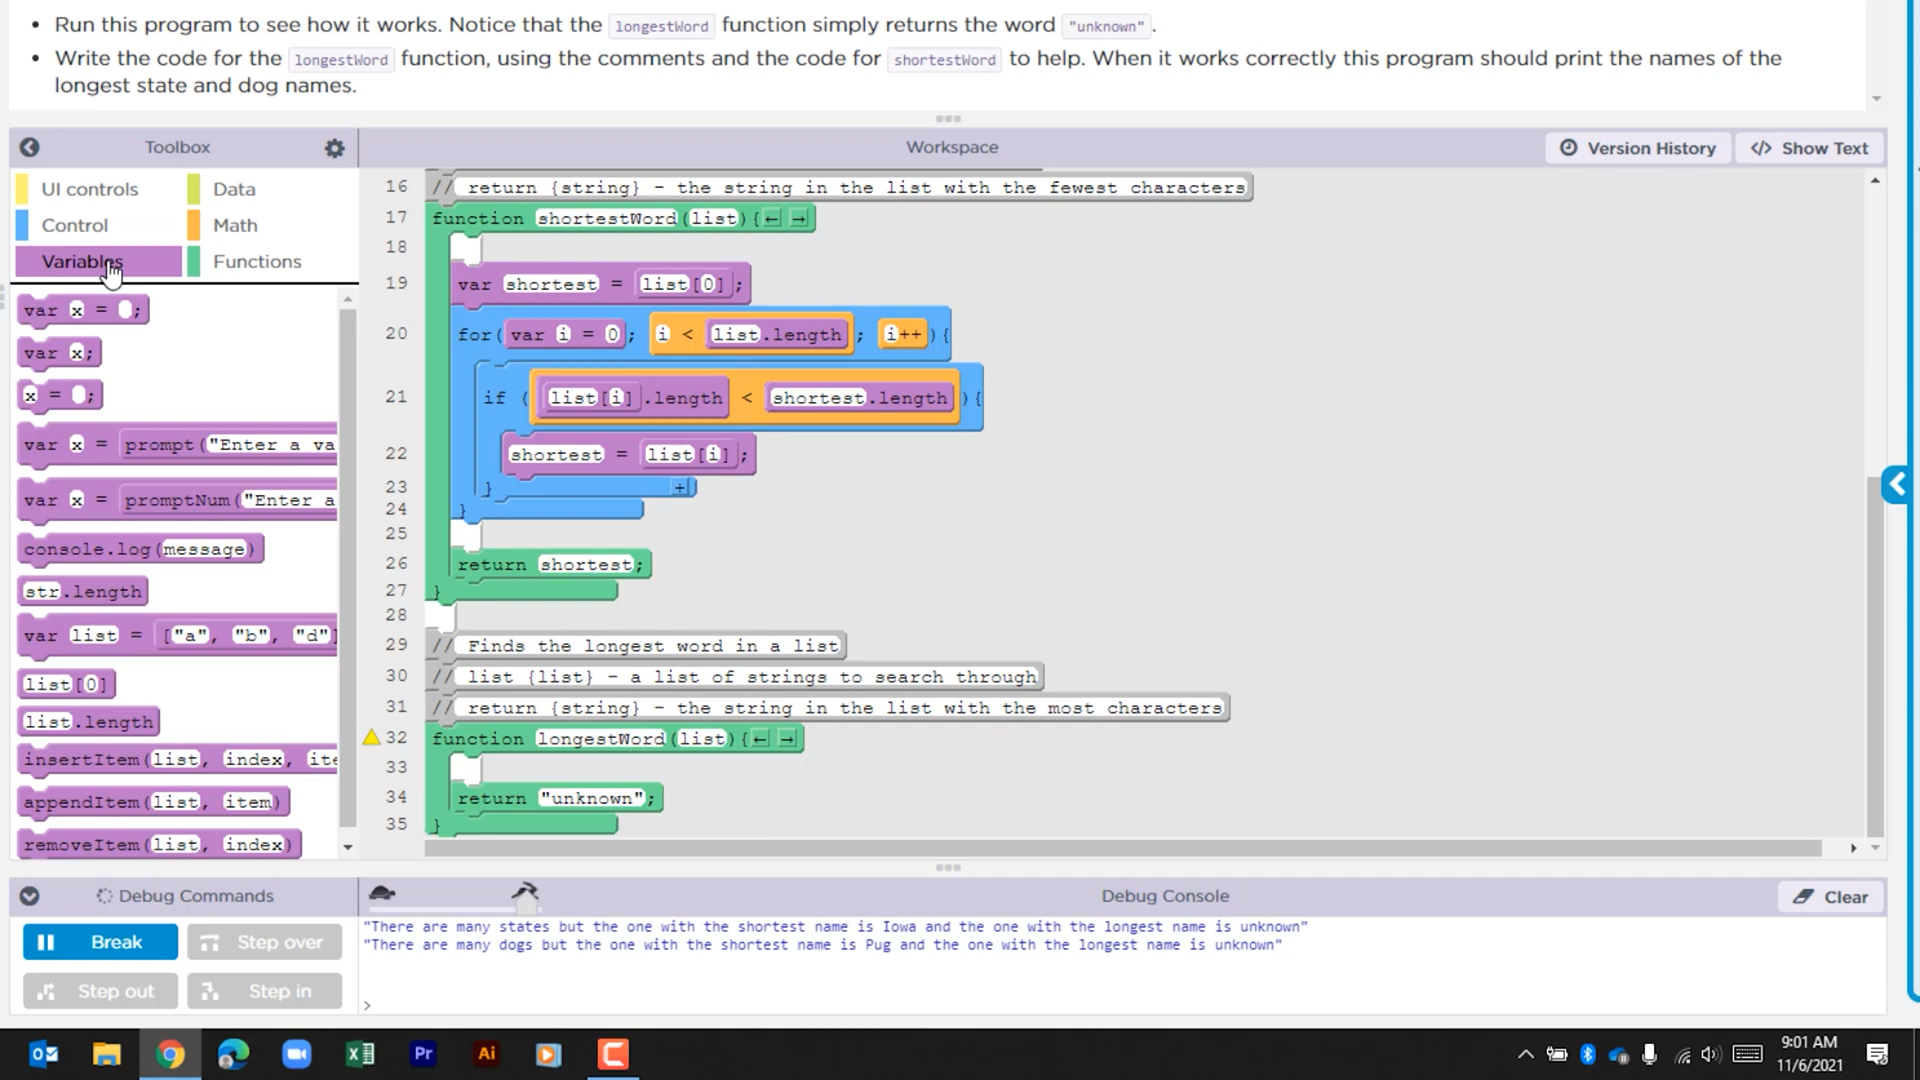 Run this program to see how it works. Notice that the longestWord function simply returns the word "unknown".
Write the code for the longestWord function, using the comments and the code for shortestWord to help. When it works correctly this program should print the names of the
longest state and dog names.
Toolbox
Workspace
Version History
</> Show Text
UI controls
Data
Control
Math
Variables
Functions
var x = ;
var x;
x = ;
var x = prompt("Enter a va
var x = promptNum("Enter a
console.log(message)
str.length
var list = ["a", "b", "d"]
list[0]
list.length
insertItem(list, index, ite
appendItem(list, item)
removeItem(list, index)
16 // return {string} - the string in the list with the fewest characters
17 function shortestWord(list){
18
19 var shortest = list[0];
20 for(var i = 0; i < list.length; i++){
21 if (list[i].length < shortest.length){
22 shortest = list[i];
23 } +
24 }
25
26 return shortest;
27 }
28
29 // Finds the longest word in a list
30 // list {list} - a list of strings to search through
31 // return {string} - the string in the list with the most characters
32 function longestWord(list){
33
34 return "unknown";
35 }
Debug Commands
Debug Console
Clear
Break
Step over
Step out
Step in
"There are many states but the one with the shortest name is Iowa and the one with the longest name is unknown"
"There are many dogs but the one with the shortest name is Pug and the one with the longest name is unknown"
>
Pr
Ai
9:01 AM
11/6/2021